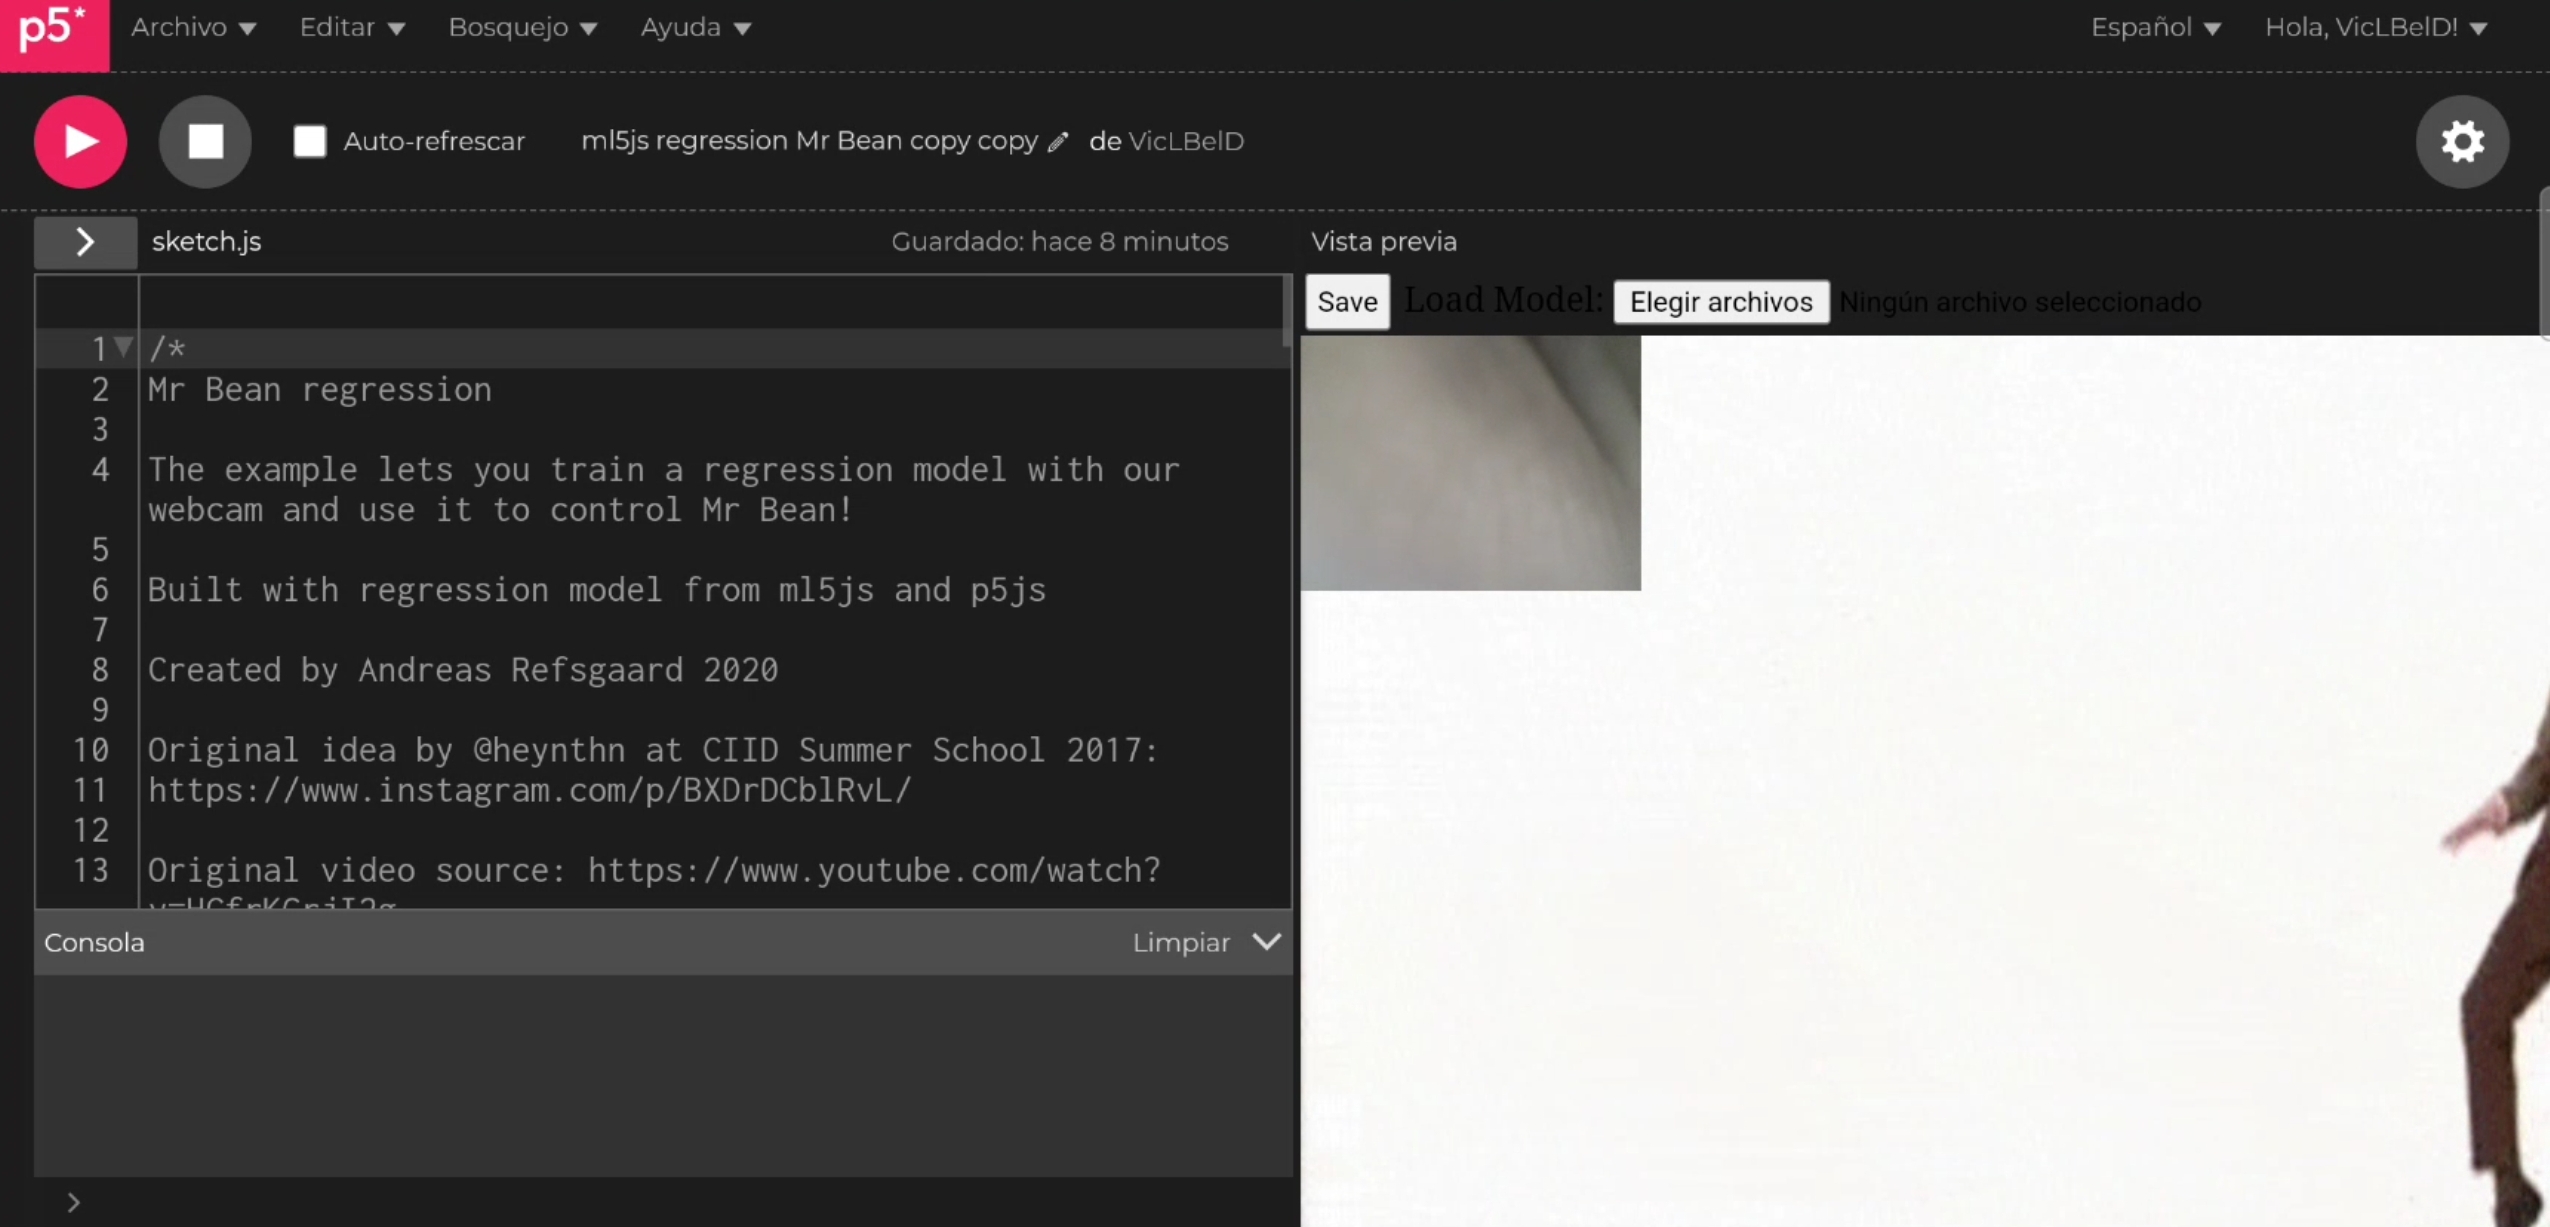 p5*
Archivo Editar Bosquejo Ayuda Español Hola, VicLBelD!
Auto-refrescar ml5js regression Mr Bean copy copy de VicLBelD
sketch.js Guardado: hace 8 minutos Vista previa
Save Load Model: Elegir archivos Ningún archivo seleccionado
1 /*
2 Mr Bean regression
3
4 The example lets you train a regression model with our
webcam and use it to control Mr Bean!
5
6 Built with regression model from ml5js and p5js
7
8 Created by Andreas Refsgaard 2020
9
10 Original idea by @heynthn at CIID Summer School 2017:
11 https://www.instagram.com/p/BXDrDCblRvL/
12
13 Original video source: https://www.youtube.com/watch?
Consola Limpiar
>